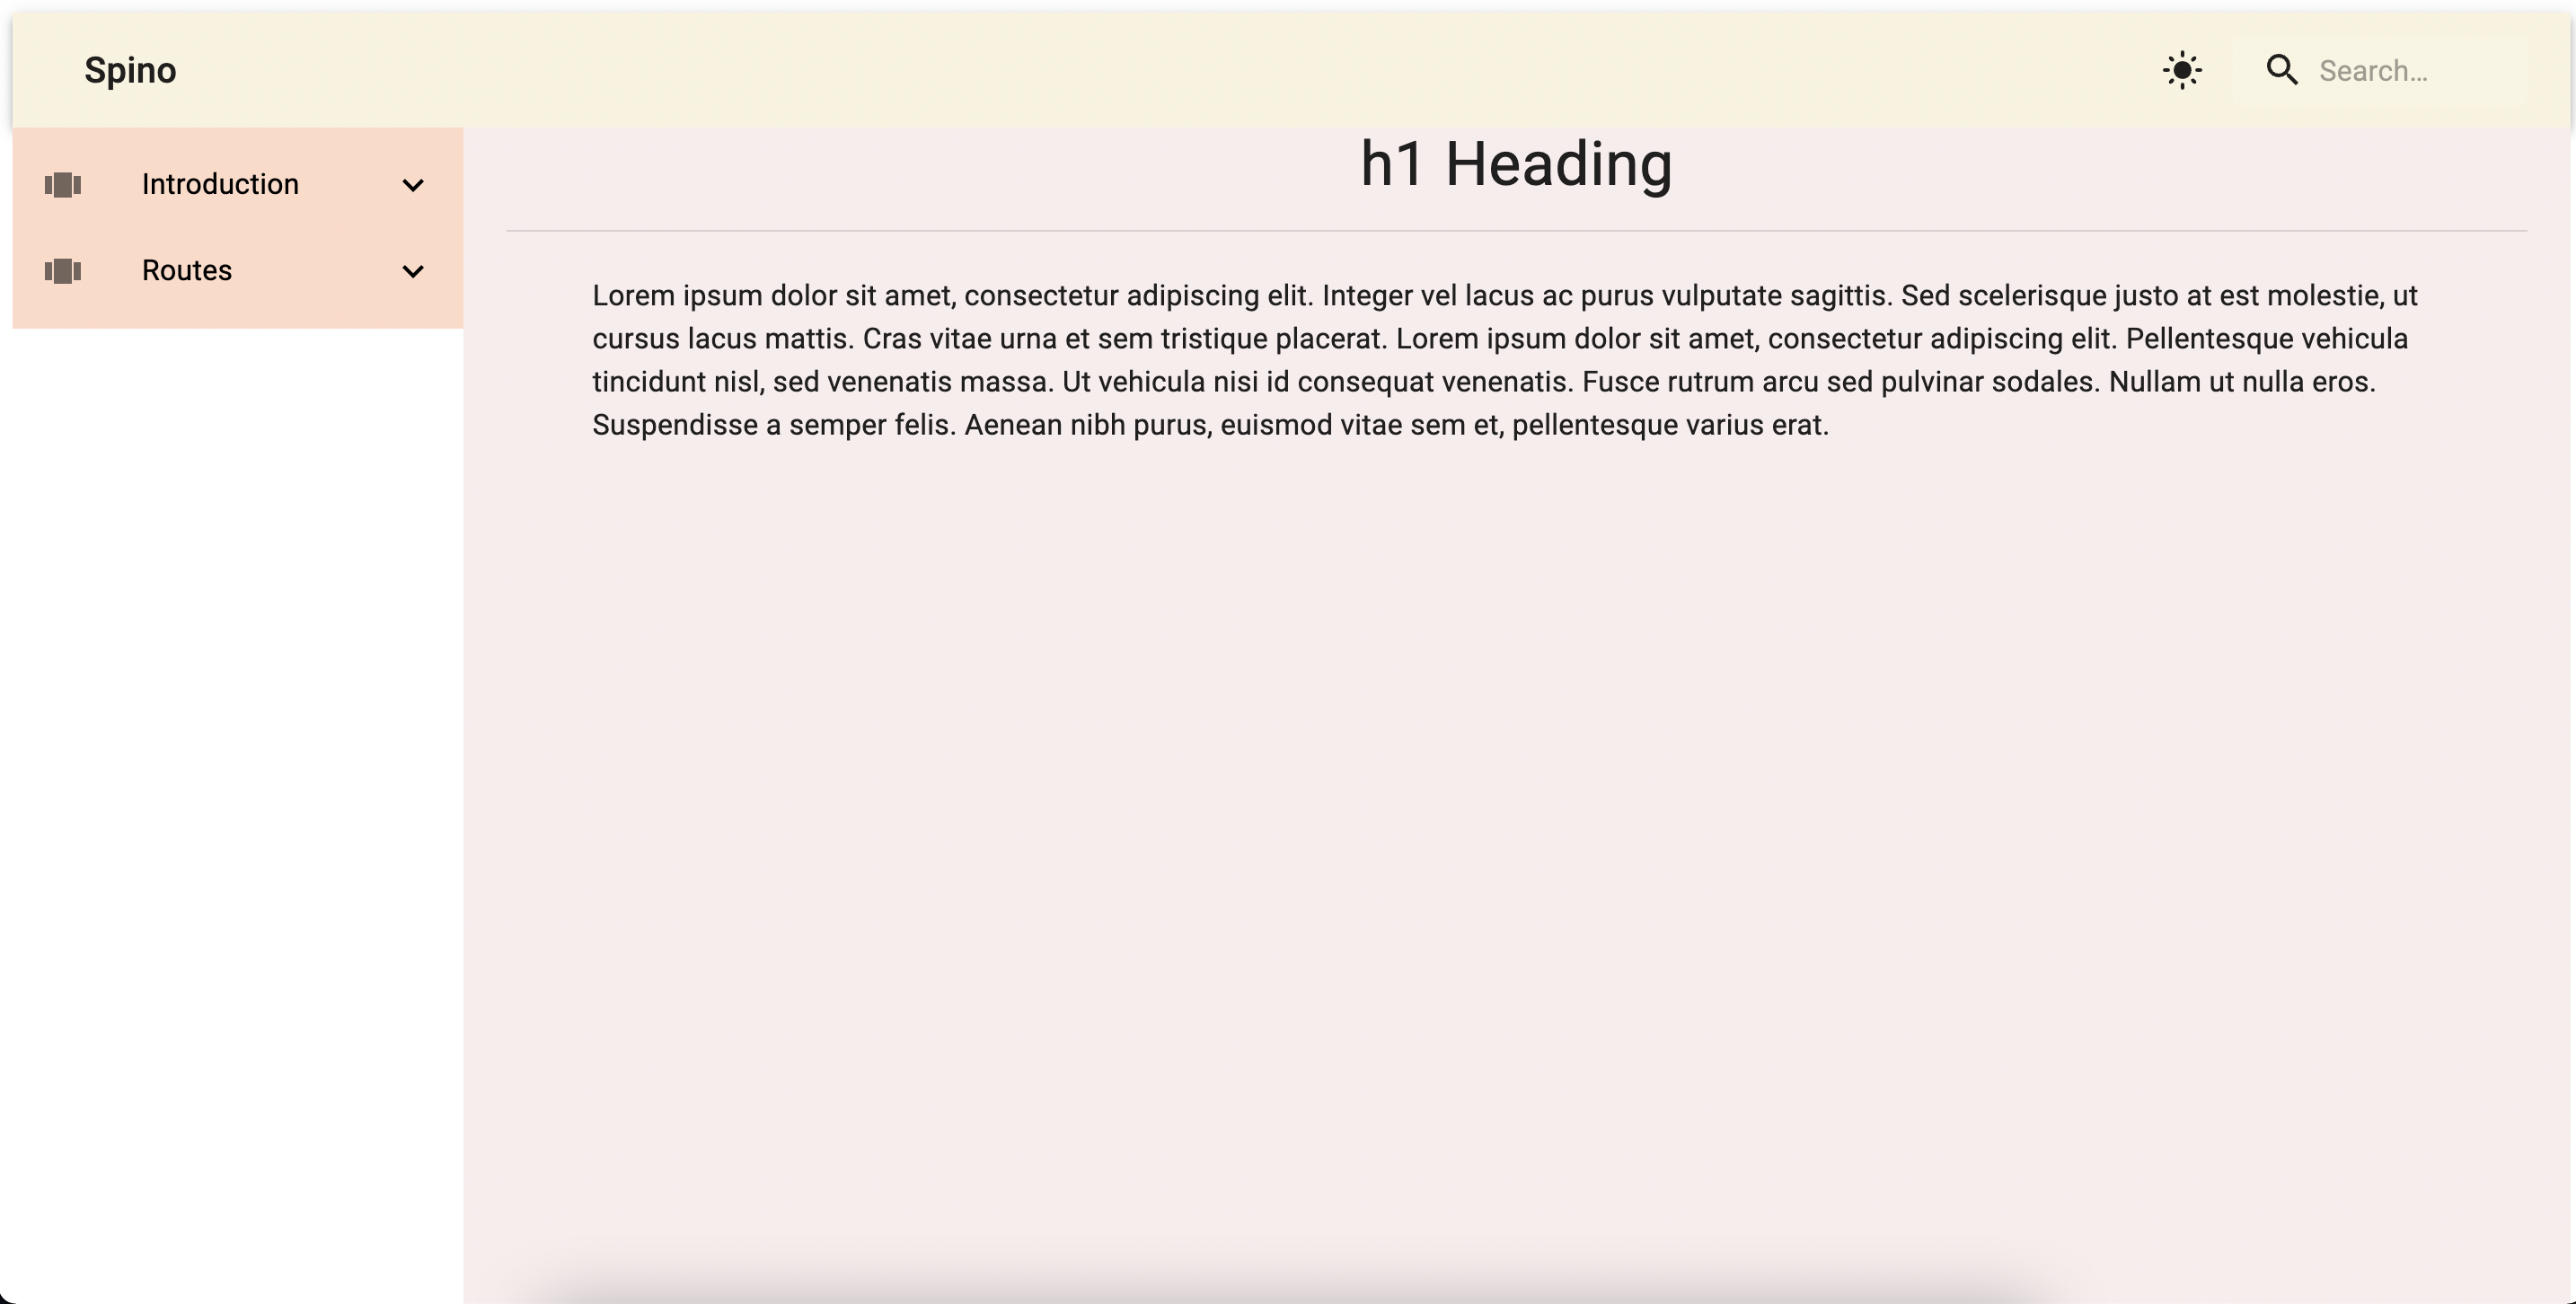 Spino
Search…
Introduction
Routes
h1 Heading
Lorem ipsum dolor sit amet, consectetur adipiscing elit. Integer vel lacus ac purus vulputate sagittis. Sed scelerisque justo at est molestie, ut
cursus lacus mattis. Cras vitae urna et sem tristique placerat. Lorem ipsum dolor sit amet, consectetur adipiscing elit. Pellentesque vehicula
tincidunt nisl, sed venenatis massa. Ut vehicula nisi id consequat venenatis. Fusce rutrum arcu sed pulvinar sodales. Nullam ut nulla eros.
Suspendisse a semper felis. Aenean nibh purus, euismod vitae sem et, pellentesque varius erat.